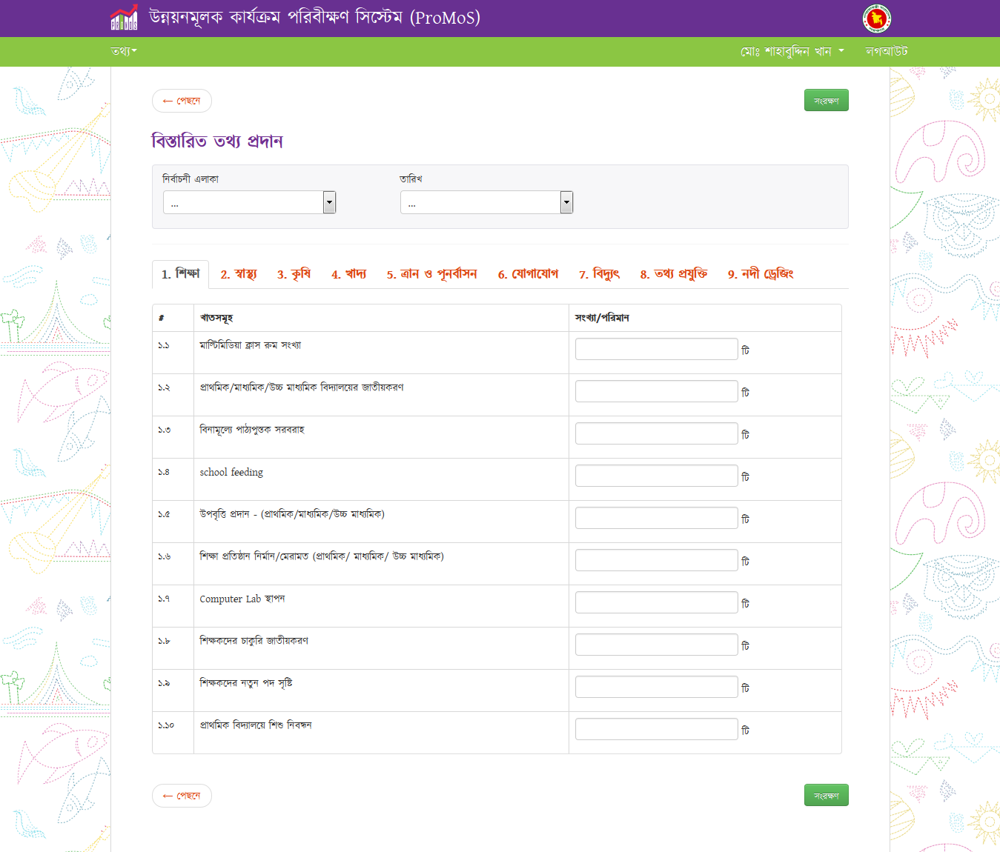 উন্নয়নমূলক কার্যক্রম পরিবীক্ষণ সিস্টেম (ProMoS)
তথ্য
মোঃ শাহাবুদ্দিন খান
লগআউট
← পেছনে
সংরক্ষণ
বিস্তারিত তথ্য প্রদান
নির্বাচনী এলাকা
তারিখ
...
...
1. শিক্ষা
2. স্বাস্থ্য
3. কৃষি
4. খাদ্য
5. ত্রান ও পূনর্বাসন
6. যোগাযোগ
7. বিদ্যুৎ
8. তথ্য প্রযুক্তি
9. নদী ড্রেজিং
# খাতসমূহ সংখ্যা/পরিমান
১.১ মাল্টিমিডিয়া ক্লাস রুম সংখ্যা টি
১.২ প্রাথমিক/মাধ্যমিক/উচ্চ মাধ্যমিক বিদ্যালয়ের জাতীয়করণ টি
১.৩ বিনামূল্যে পাঠ্যপুস্তক সরবরাহ টি
১.৪ school feeding টি
১.৫ উপবৃত্তি প্রদান - (প্রাথমিক/মাধ্যমিক/উচ্চ মাধ্যমিক) টি
১.৬ শিক্ষা প্রতিষ্ঠান নির্মান/মেরামত (প্রাথমিক/ মাধ্যমিক/ উচ্চ মাধ্যমিক) টি
১.৭ Computer Lab স্থাপন টি
১.৮ শিক্ষকদের চাকুরি জাতীয়করণ টি
১.৯ শিক্ষকদের নতুন পদ সৃষ্টি টি
১.১০ প্রাথমিক বিদ্যালয়ে শিশু নিবন্ধন টি
← পেছনে
সংরক্ষণ